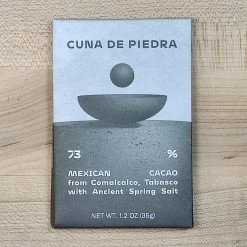 CUNA DE PIEDRA
73 %
MEXICAN CACAO
from Comalcalco, Tabasco
with Ancient Spring Salt
NET WT. 1.2 OZ (35g)